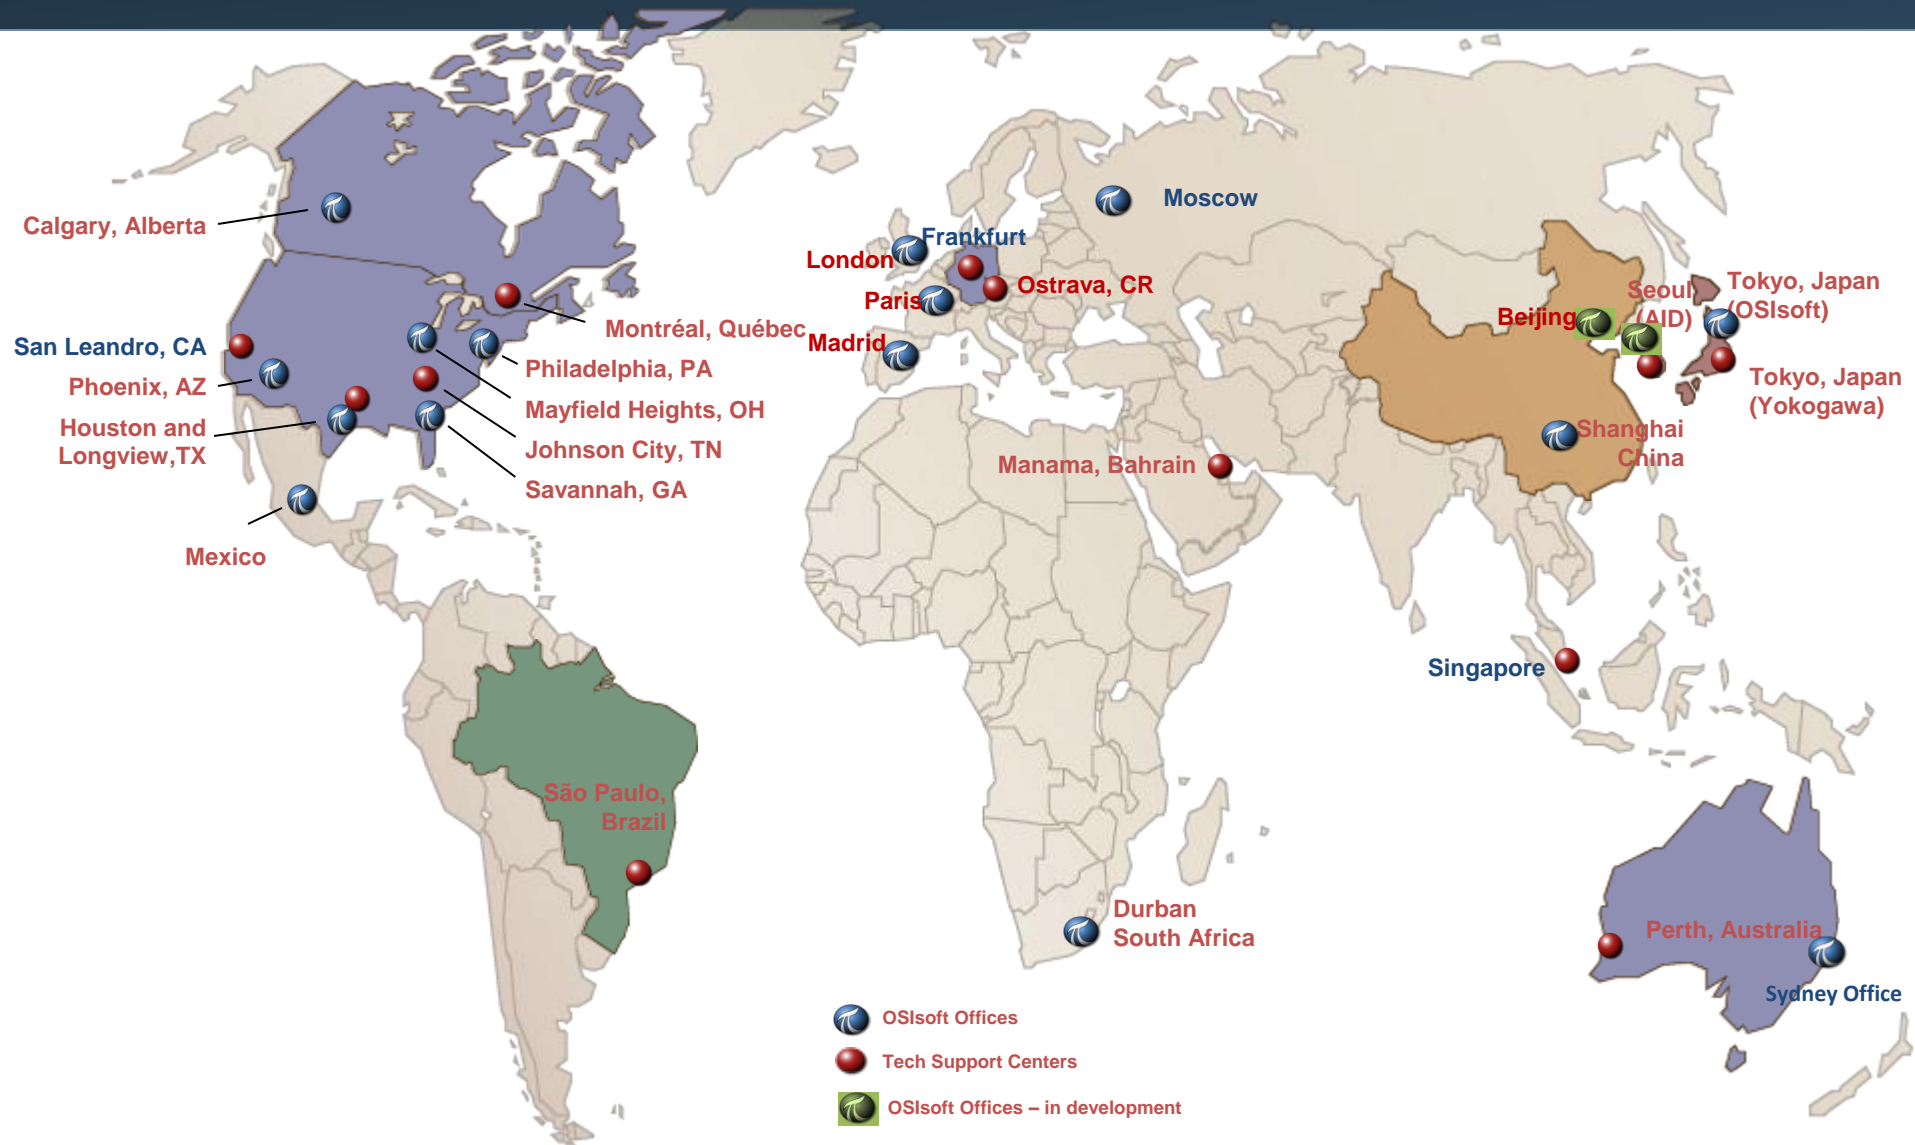 Calgary, Alberta
San Leandro, CA
Phoenix, AZ
Houston and
Longview,TX
Mexico
Montréal, Québec
Philadelphia, PA
Mayfield Heights, OH
Johnson City, TN
Savannah, GA
São Paulo,
Brazil
Moscow
Frankfurt
London
Ostrava, CR
Paris
Madrid
Manama, Bahrain
Durban
South Africa
Beijing
Seoul
(AID)
Tokyo, Japan
(OSIsoft)
Tokyo, Japan
(Yokogawa)
Shanghai
China
Singapore
Perth, Australia
Sydney Office
OSIsoft Offices
Tech Support Centers
OSIsoft Offices – in development